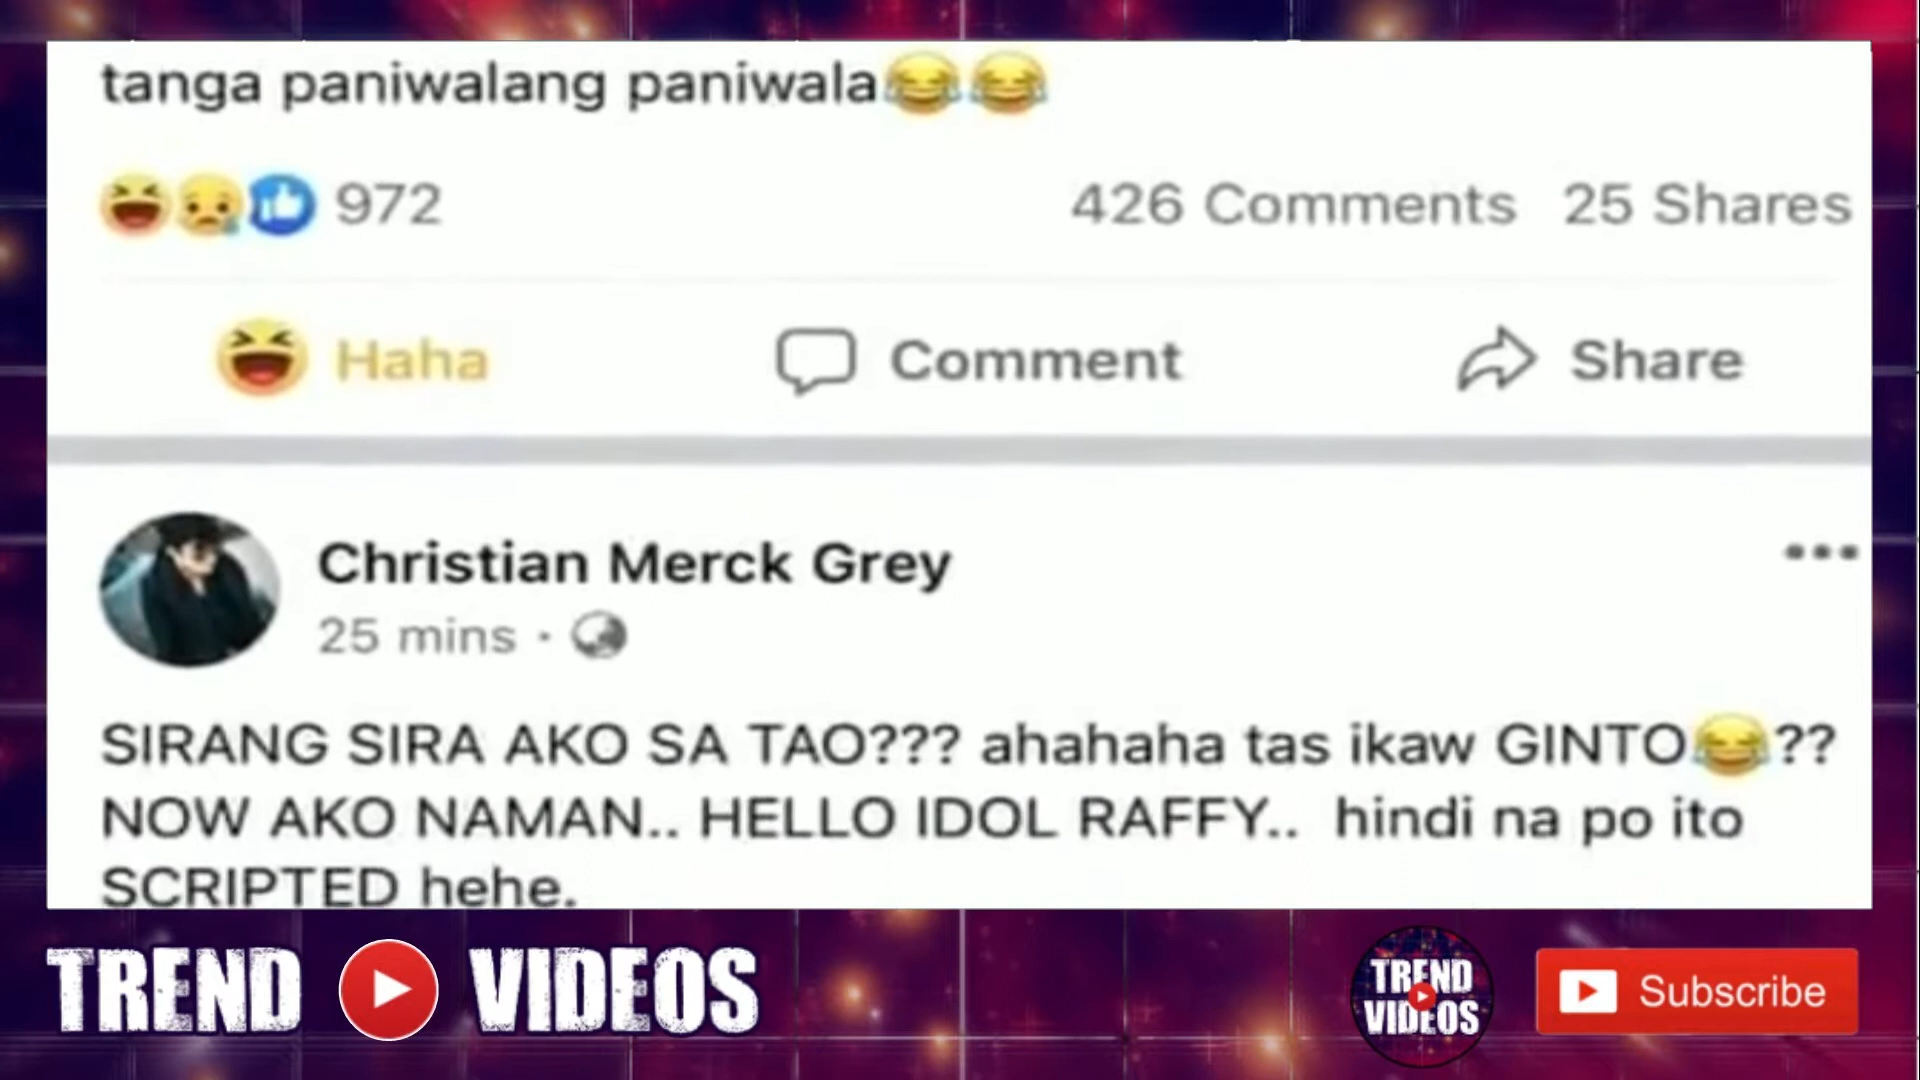 tanga paniwalang paniwala😂😂
972
426 Comments 25 Shares
Haha Comment Share
Christian Merck Grey
25 mins ·
SIRANG SIRA AKO SA TAO??? ahahaha tas ikaw GINTO😂??
NOW AKO NAMAN.. HELLO IDOL RAFFY.. hindi na po ito
SCRIPTED hehe.
TREND VIDEOS
TREND
VIDEOS
Subscribe